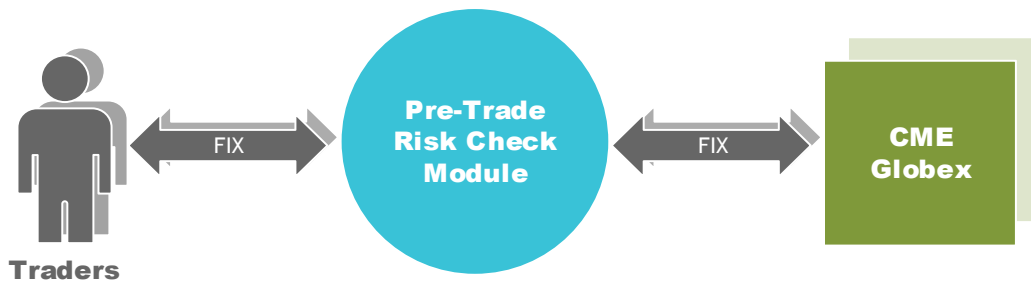 Pre-Trade
Risk Check
Module
FIX
FIX
CME
Globex
Traders